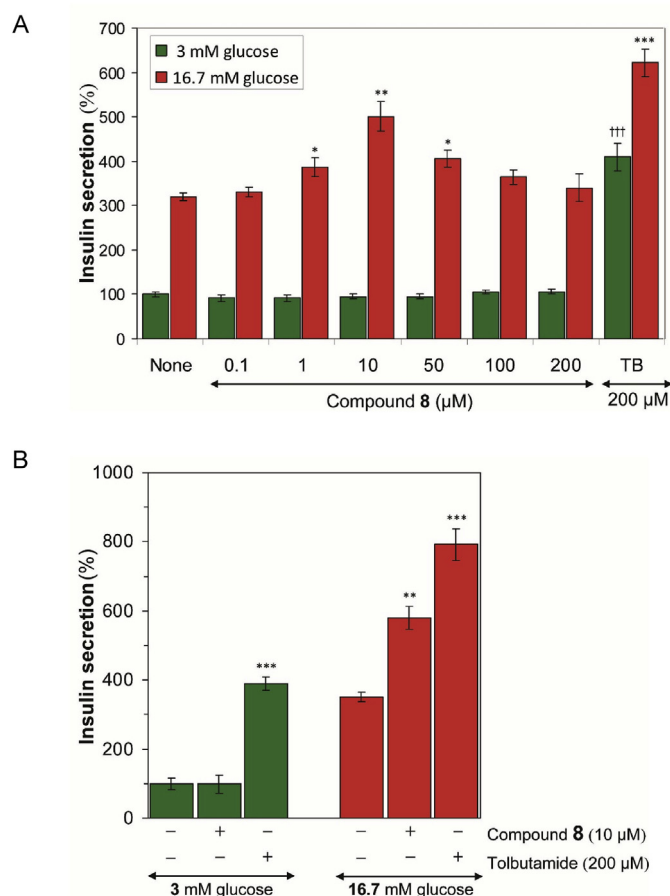 A
700
600
500
400
300
200
100
0
Insulin secretion (%)
3 mM glucose
16.7 mM glucose
*
**
*
†††
***
None 0.1 1 10 50 100 200 TB
Compound 8 (µM) 200 µM
B
1000
800
600
400
200
0
Insulin secretion (%)
***
**
***
– + – – + – Compound 8 (10 µM)
– – + – – + Tolbutamide (200 µM)
3 mM glucose 16.7 mM glucose